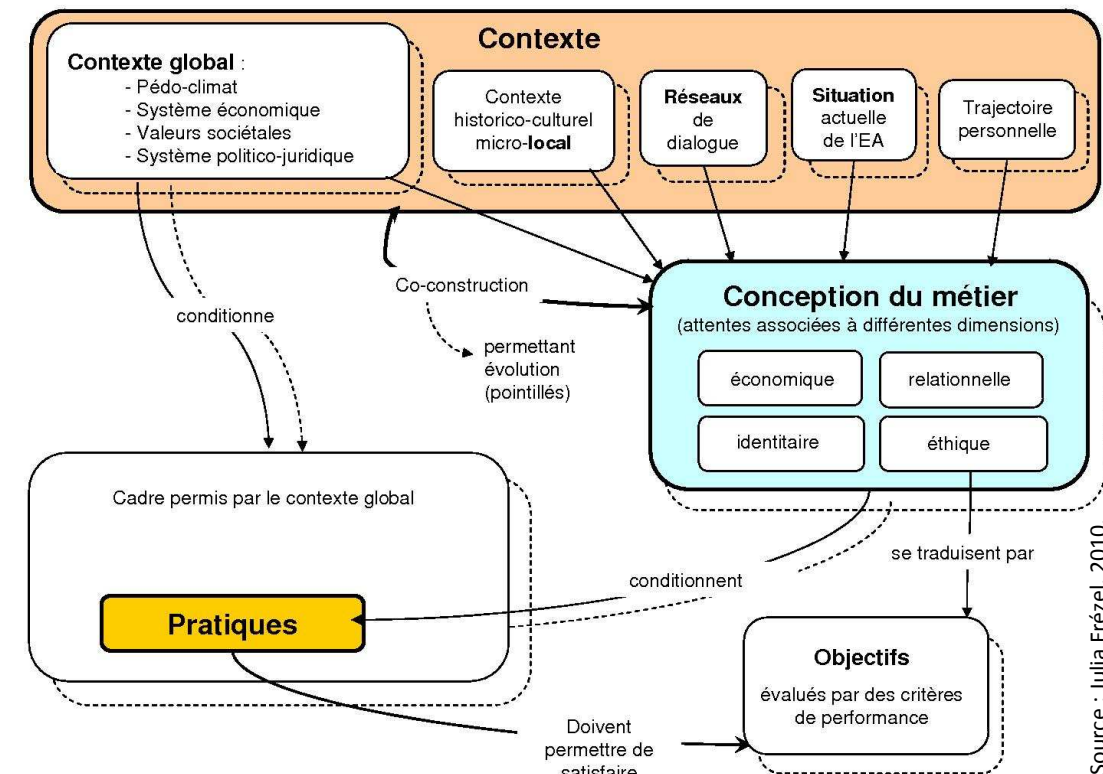 Contexte
Contexte global :
- Pédo-climat
- Système économique
- Valeurs sociétales
- Système politico-juridique
Contexte
historico-culturel
micro-local
Réseaux
de
dialogue
Situation
actuelle
de l'EA
Trajectoire
personnelle
Co-construction
conditionne
permettant
évolution
(pointillés)
Conception du métier
(attentes associées à différentes dimensions)
économique
relationnelle
identitaire
éthique
Cadre permis par le contexte global
Pratiques
conditionnent
se traduisent par
Objectifs
évalués par des critères
de performance
Doivent
permettre de
satisfaire
Source : Julia Frézel, 2010